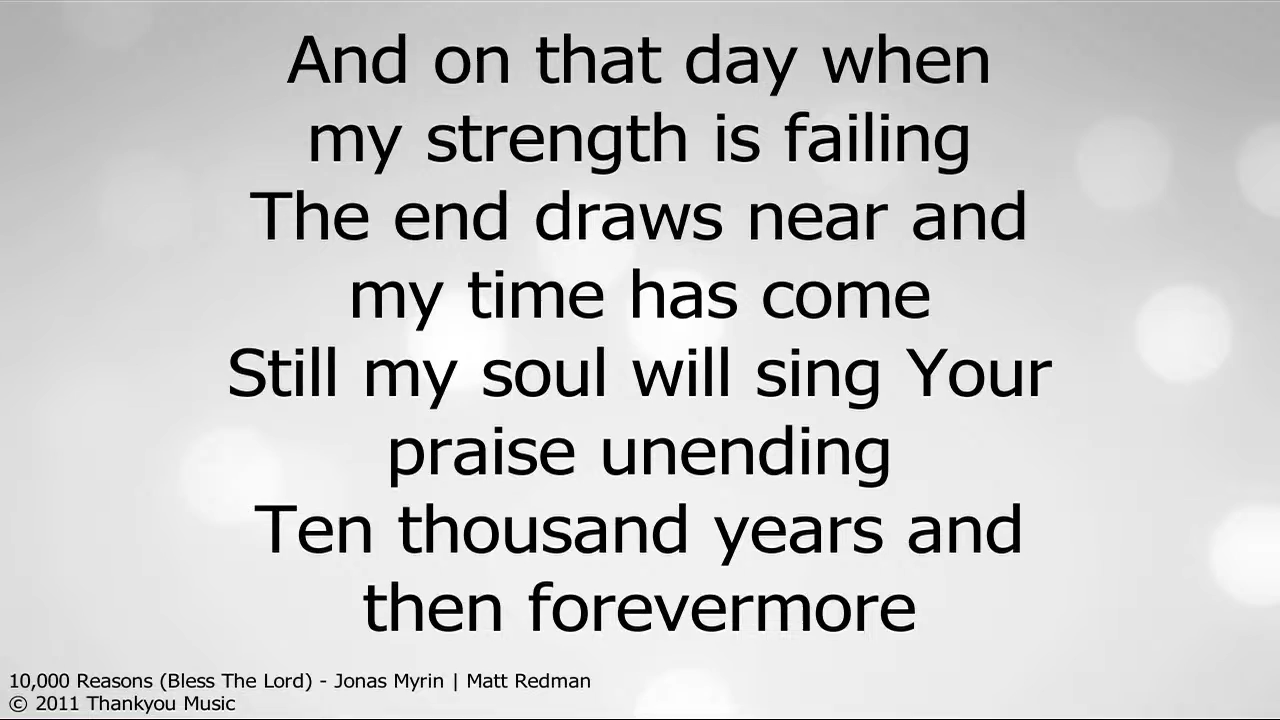 And on that day when
my strength is failing
The end draws near and
my time has come
Still my soul will sing Your
praise unending
Ten thousand years and
then forevermore
10,000 Reasons (Bless The Lord) - Jonas Myrin | Matt Redman
© 2011 Thankyou Music